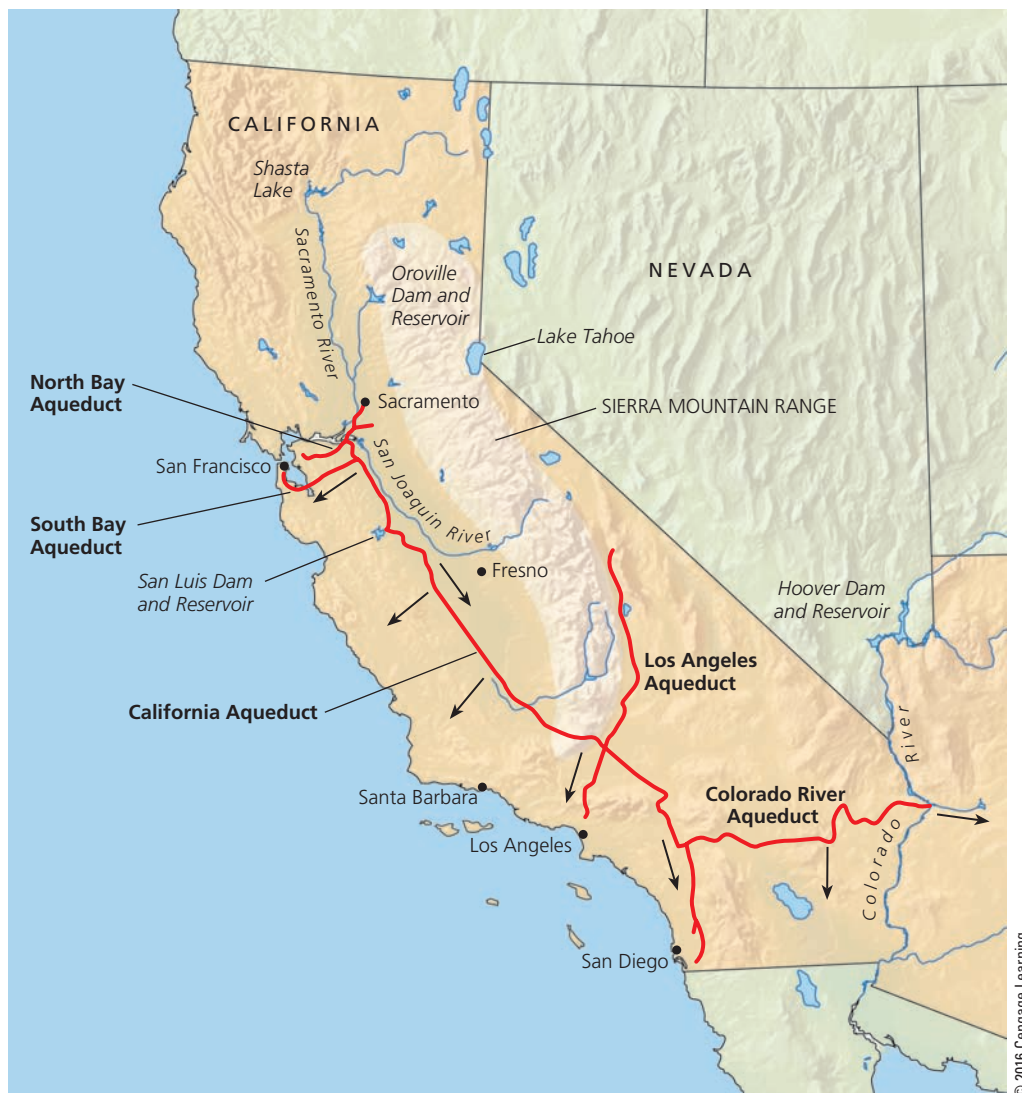 CALIFORNIA
Shasta
Lake
Sacramento River
Oroville
Dam and
Reservoir
NEVADA
Lake Tahoe
North Bay
Aqueduct
Sacramento
SIERRA MOUNTAIN RANGE
San Francisco
San Joaquin River
South Bay
Aqueduct
San Luis Dam
and Reservoir
Fresno
Hoover Dam
and Reservoir
Los Angeles
Aqueduct
California Aqueduct
Santa Barbara
Los Angeles
Colorado River
Aqueduct
Colorado River
San Diego
© 2016 Cengage Learning